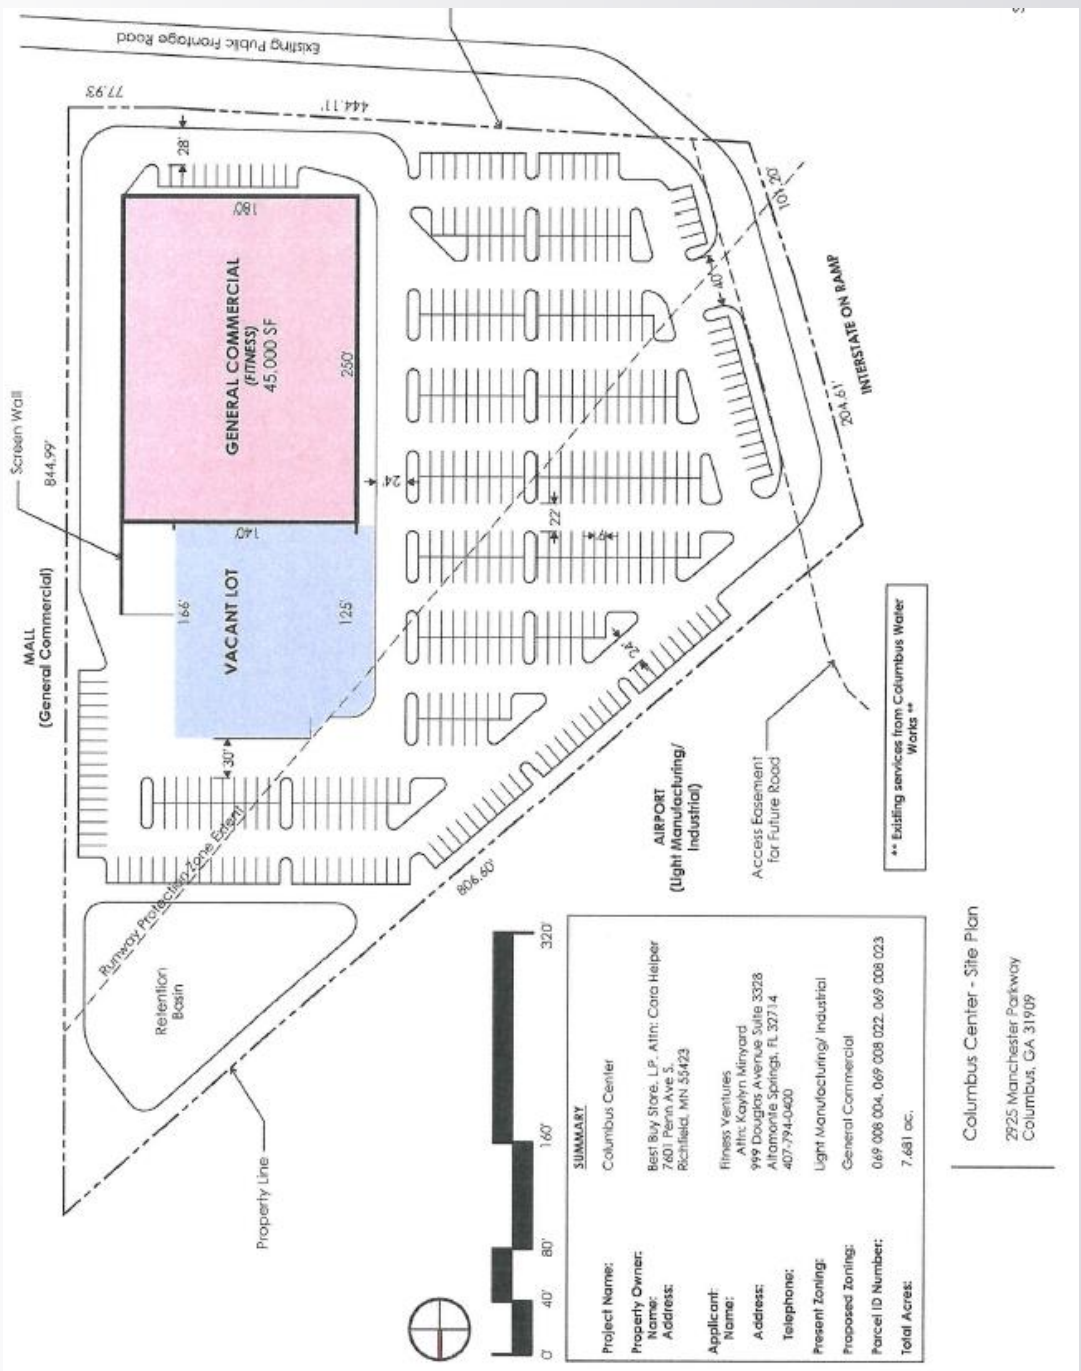 Existing Public Frontage Road
77.93'
444.11'
28'
Screen Wall
844.99'
MALL
(General Commercial)
180'
GENERAL COMMERCIAL
(FITNESS)
45,000 SF
250'
140'
166'
VACANT LOT
125'
24'
22'
9'
24'
30'
40'
101.20'
INTERSTATE ON RAMP
204.61'
806.60'
Runway Protection Zone Extent
Retention
Basin
Property Line
AIRPORT
(Light Manufacturing/
Industrial)
Access Easement
for Future Road
** Existing services from Columbus Water
Works **
0'
40'
80'
160'
320'
SUMMARY
Project Name: Columbus Center
Property Owner:
Name: Best Buy Store, L.P. Attn: Cara Helper
Address: 7601 Penn Ave S.
Richfield, MN 55423
Applicant:
Name: Fitness Ventures
Attn: Kaylyn Minyard
Address: 999 Douglas Avenue Suite 3328
Altamonte Springs, FL 32714
Telephone: 407-794-0400
Present Zoning: Light Manufacturing/ Industrial
Proposed Zoning: General Commercial
Parcel ID Number: 069 008 004, 069 008 022, 069 008 023
Total Acres: 7.681 ac.
Columbus Center - Site Plan
2925 Manchester Parkway
Columbus, GA 31909